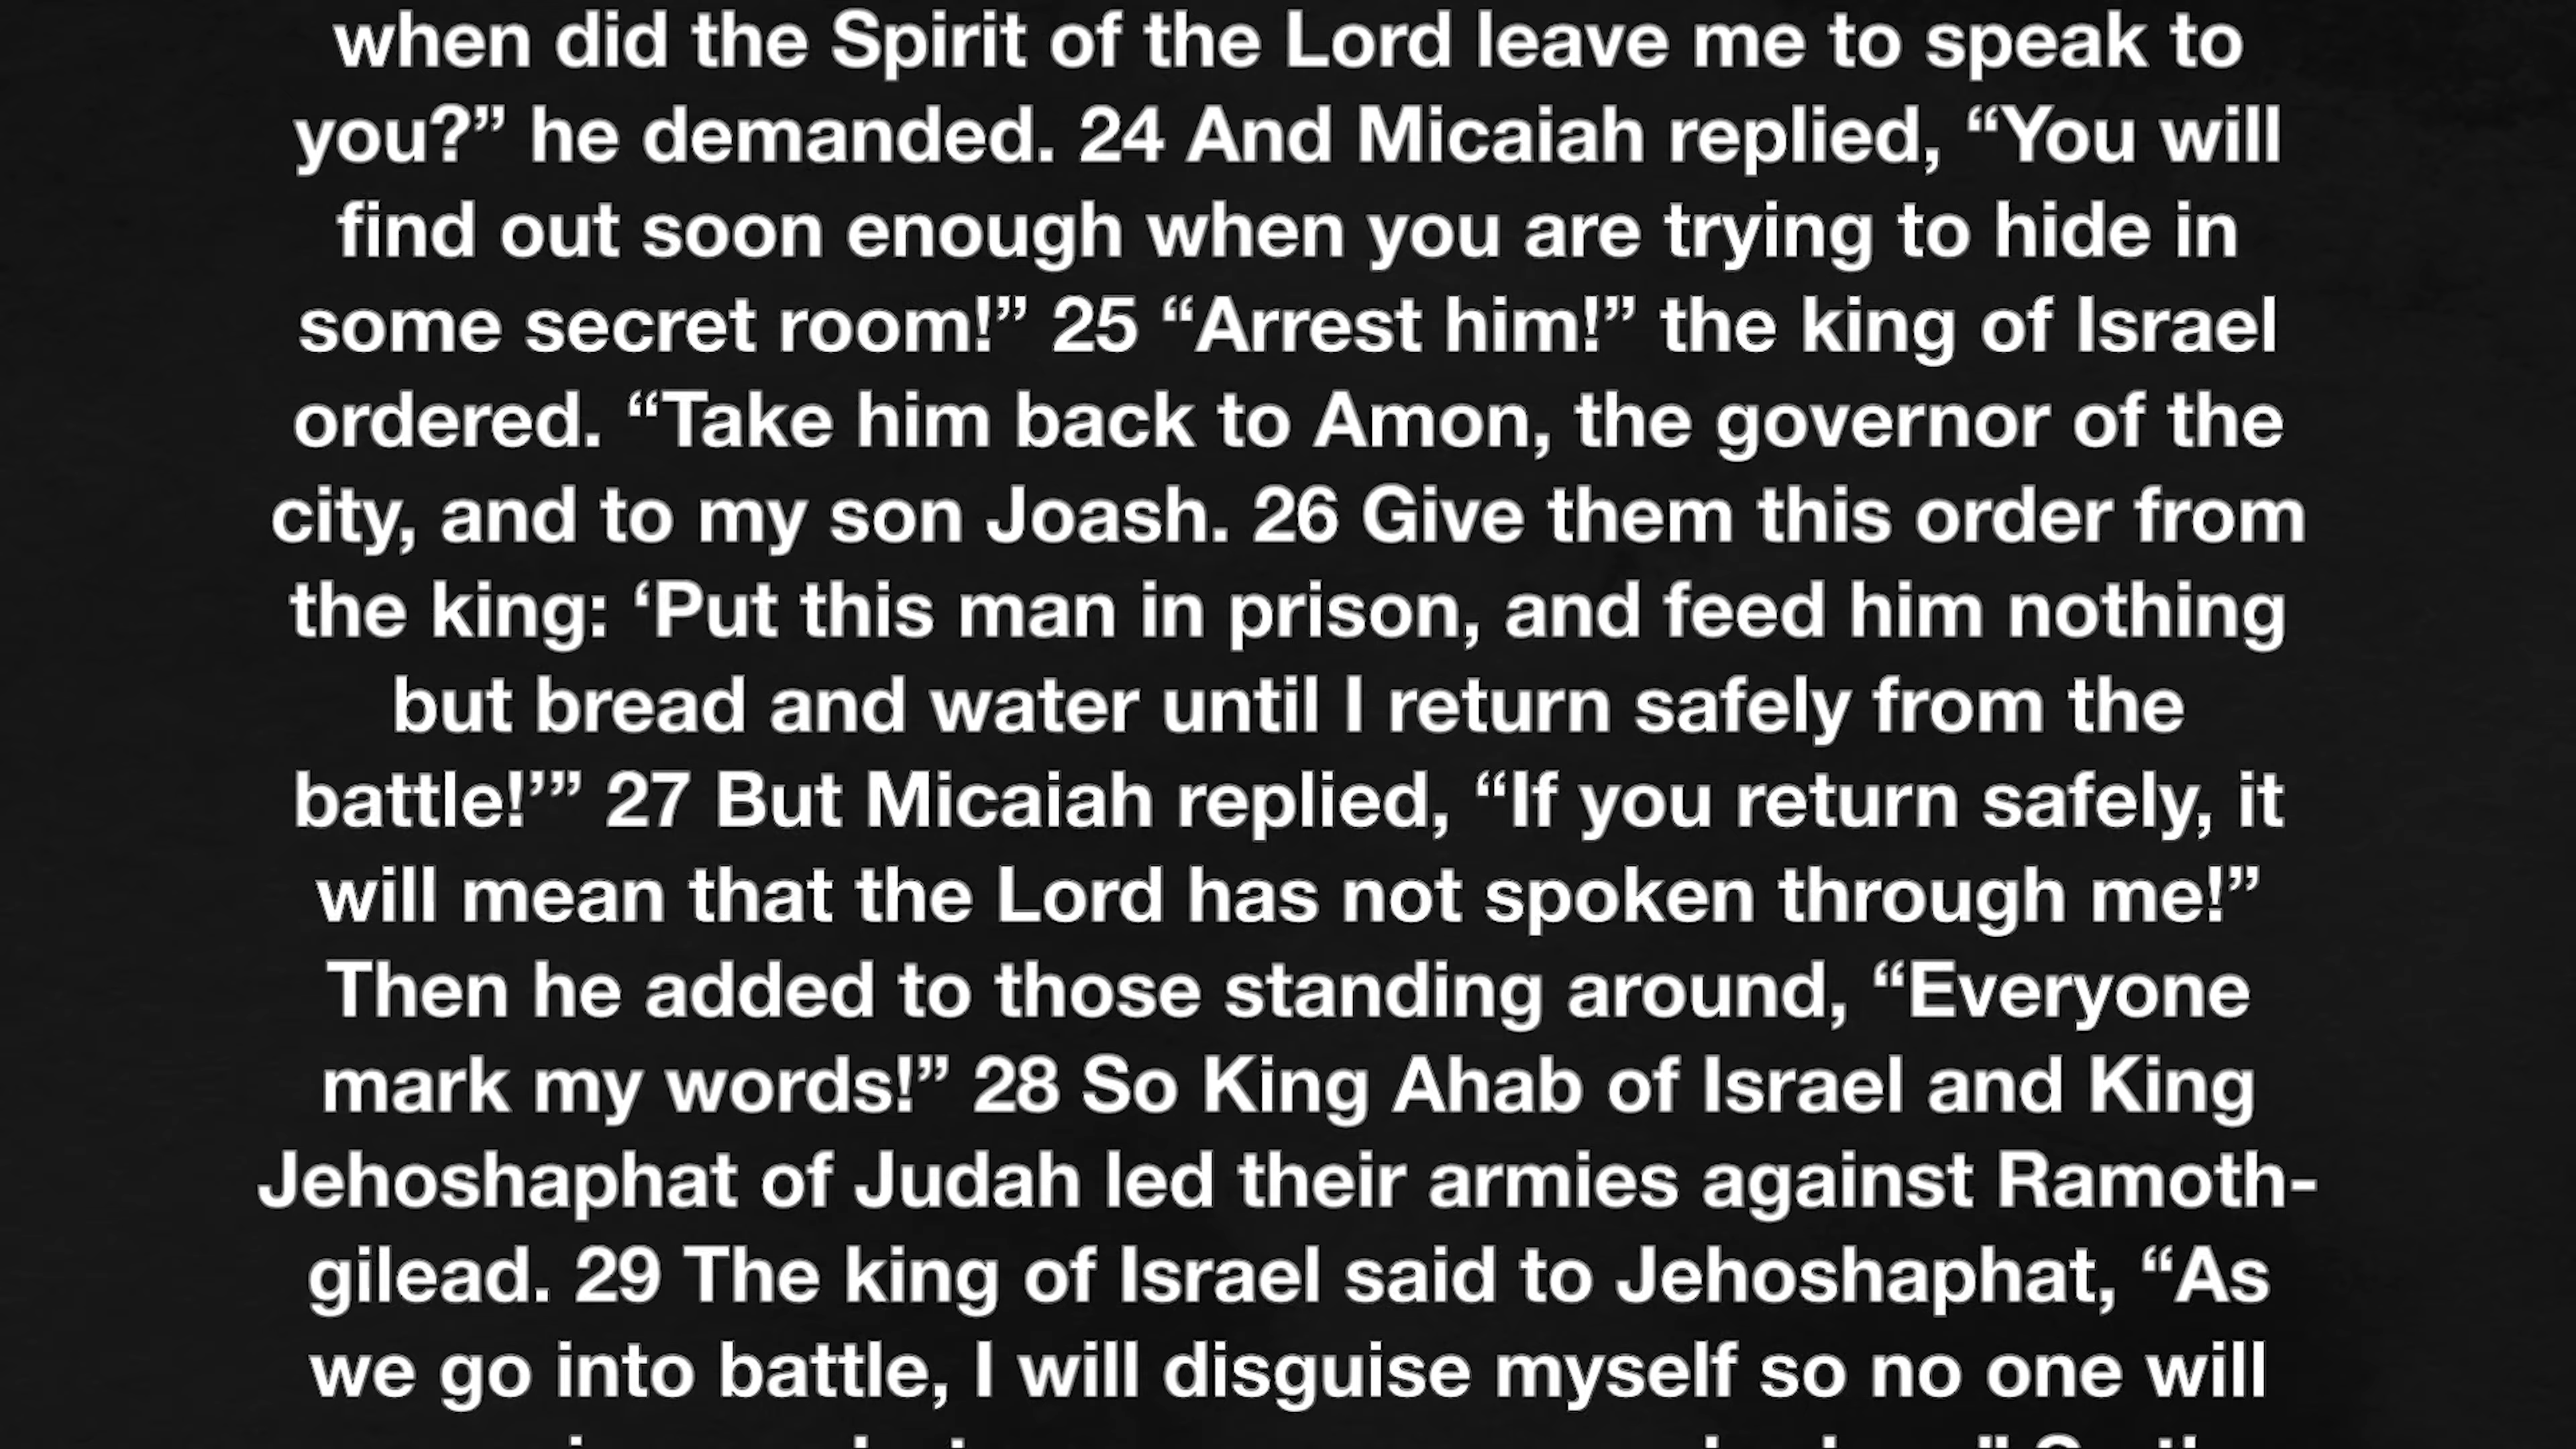 when did the Spirit of the Lord leave me to speak to
you?” he demanded. 24 And Micaiah replied, “You will
find out soon enough when you are trying to hide in
some secret room!” 25 “Arrest him!” the king of Israel
ordered. “Take him back to Amon, the governor of the
city, and to my son Joash. 26 Give them this order from
the king: ‘Put this man in prison, and feed him nothing
but bread and water until I return safely from the
battle!’” 27 But Micaiah replied, “If you return safely, it
will mean that the Lord has not spoken through me!”
Then he added to those standing around, “Everyone
mark my words!” 28 So King Ahab of Israel and King
Jehoshaphat of Judah led their armies against Ramoth-
gilead. 29 The king of Israel said to Jehoshaphat, “As
we go into battle, I will disguise myself so no one will